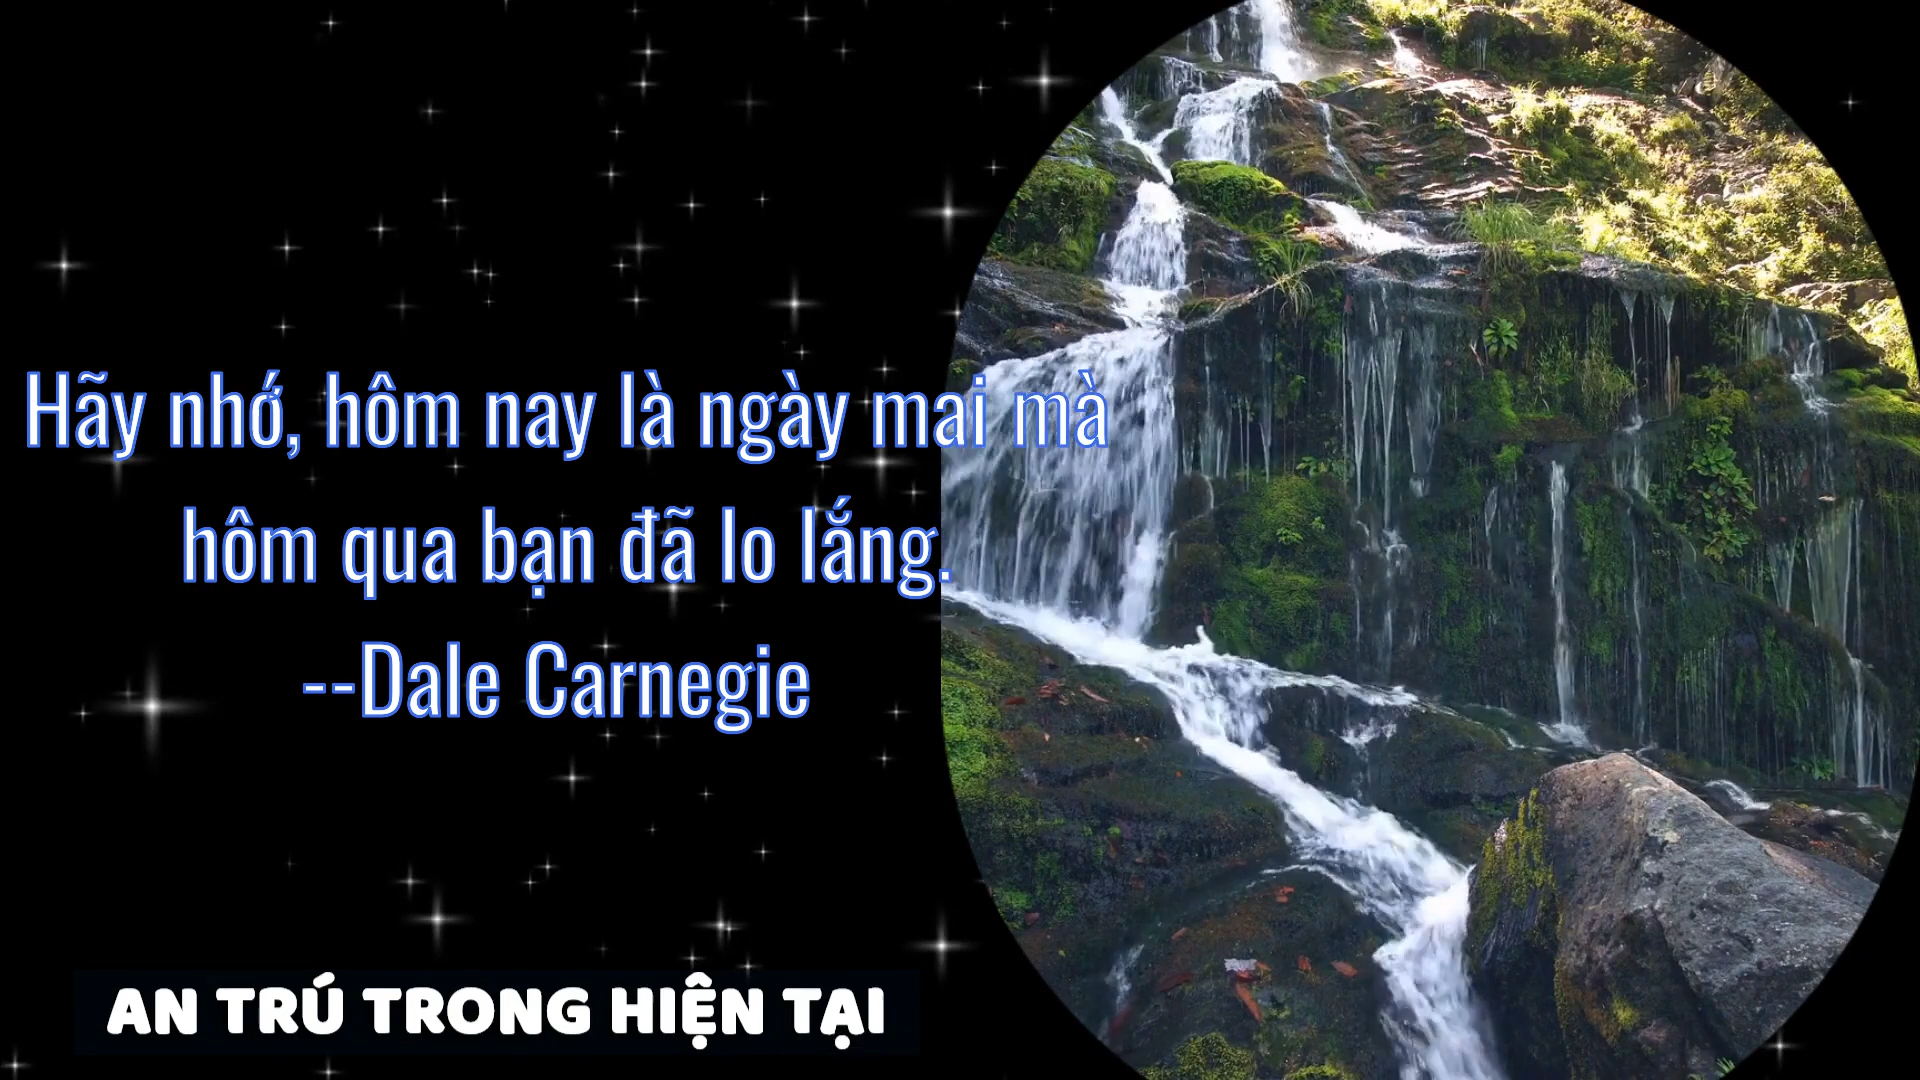 Hãy nhớ, hôm nay là ngày mai mà
hôm qua bạn đã lo lắng.
--Dale Carnegie
AN TRÚ TRONG HIỆN TẠI